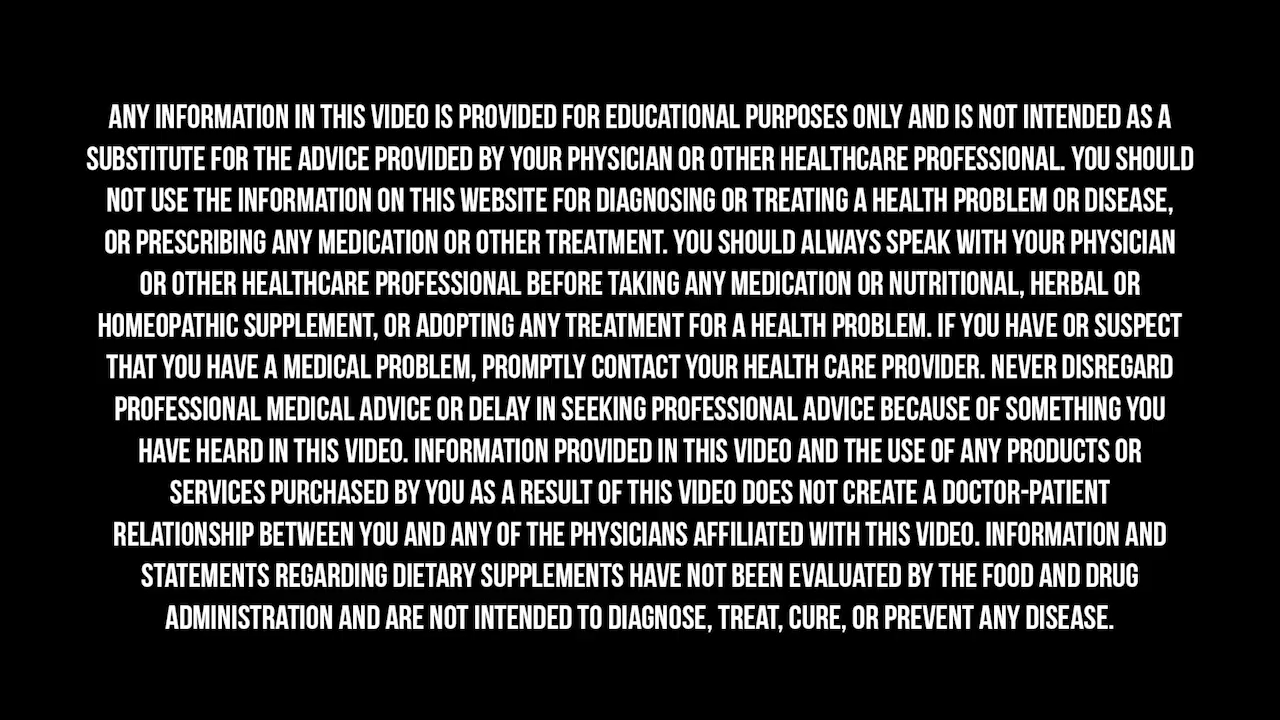 ANY INFORMATION IN THIS VIDEO IS PROVIDED FOR EDUCATIONAL PURPOSES ONLY AND IS NOT INTENDED AS A
SUBSTITUTE FOR THE ADVICE PROVIDED BY YOUR PHYSICIAN OR OTHER HEALTHCARE PROFESSIONAL. YOU SHOULD
NOT USE THE INFORMATION ON THIS WEBSITE FOR DIAGNOSING OR TREATING A HEALTH PROBLEM OR DISEASE,
OR PRESCRIBING ANY MEDICATION OR OTHER TREATMENT. YOU SHOULD ALWAYS SPEAK WITH YOUR PHYSICIAN
OR OTHER HEALTHCARE PROFESSIONAL BEFORE TAKING ANY MEDICATION OR NUTRITIONAL, HERBAL OR
HOMEOPATHIC SUPPLEMENT, OR ADOPTING ANY TREATMENT FOR A HEALTH PROBLEM. IF YOU HAVE OR SUSPECT
THAT YOU HAVE A MEDICAL PROBLEM, PROMPTLY CONTACT YOUR HEALTH CARE PROVIDER. NEVER DISREGARD
PROFESSIONAL MEDICAL ADVICE OR DELAY IN SEEKING PROFESSIONAL ADVICE BECAUSE OF SOMETHING YOU
HAVE HEARD IN THIS VIDEO. INFORMATION PROVIDED IN THIS VIDEO AND THE USE OF ANY PRODUCTS OR
SERVICES PURCHASED BY YOU AS A RESULT OF THIS VIDEO DOES NOT CREATE A DOCTOR-PATIENT
RELATIONSHIP BETWEEN YOU AND ANY OF THE PHYSICIANS AFFILIATED WITH THIS VIDEO. INFORMATION AND
STATEMENTS REGARDING DIETARY SUPPLEMENTS HAVE NOT BEEN EVALUATED BY THE FOOD AND DRUG
ADMINISTRATION AND ARE NOT INTENDED TO DIAGNOSE, TREAT, CURE, OR PREVENT ANY DISEASE.